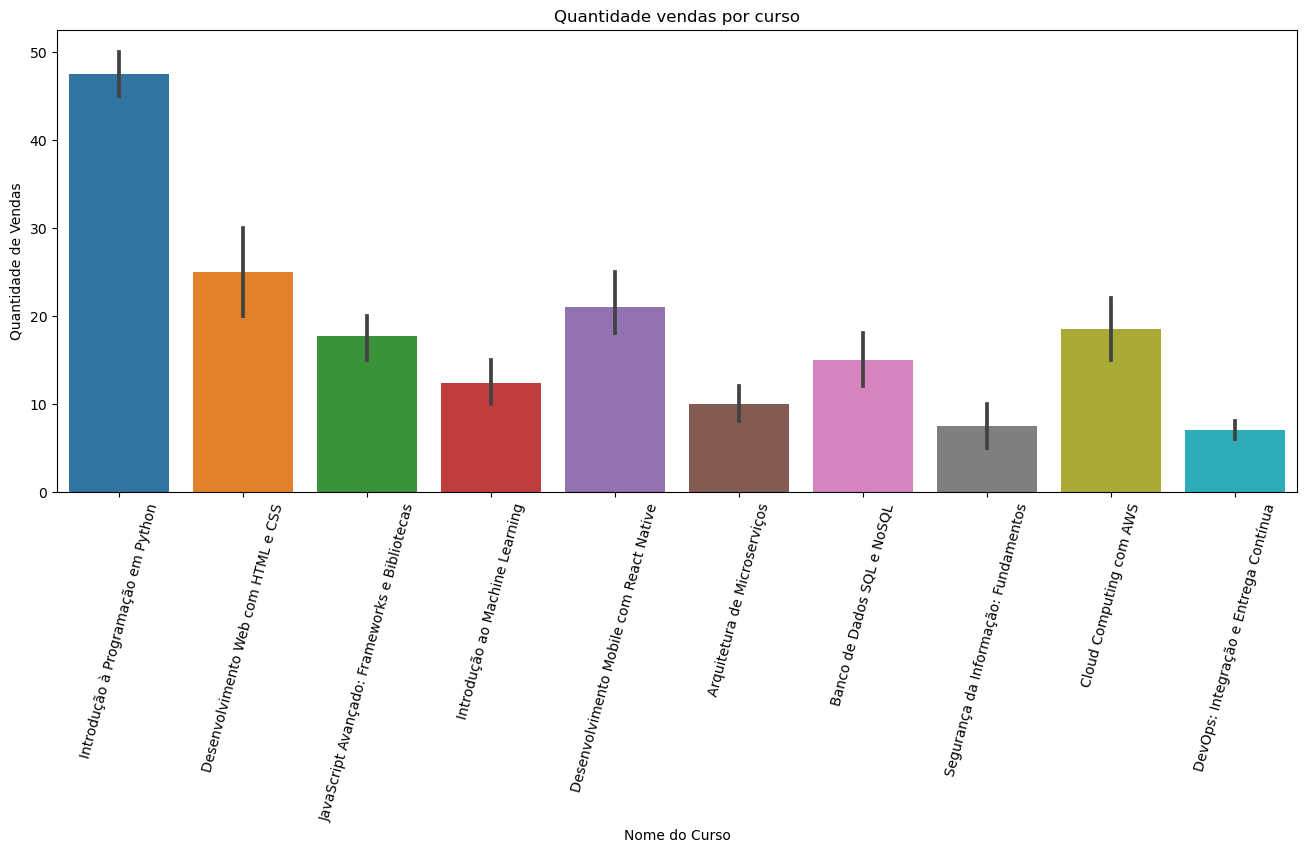 Quantidade vendas por curso
Quantidade de Vendas
50
40
30
20
10
0
Introdução à Programação em Python
Desenvolvimento Web com HTML e CSS
JavaScript Avançado: Frameworks e Bibliotecas
Introdução ao Machine Learning
Desenvolvimento Mobile com React Native
Arquitetura de Microserviços
Banco de Dados SQL e NoSQL
Segurança da Informação: Fundamentos
Cloud Computing com AWS
DevOps: Integração e Entrega Contínua
Nome do Curso